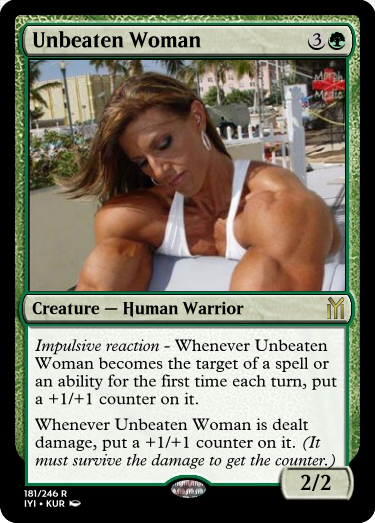 Unbeaten Woman 3
Morph
Medic
Creature — Human Warrior
Impulsive reaction - Whenever Unbeaten
Woman becomes the target of a spell or
an ability for the first time each turn, put
a +1/+1 counter on it.
Whenever Unbeaten Woman is dealt
damage, put a +1/+1 counter on it. (It
must survive the damage to get the counter.)
2/2
181/246 R
IYI • KUR